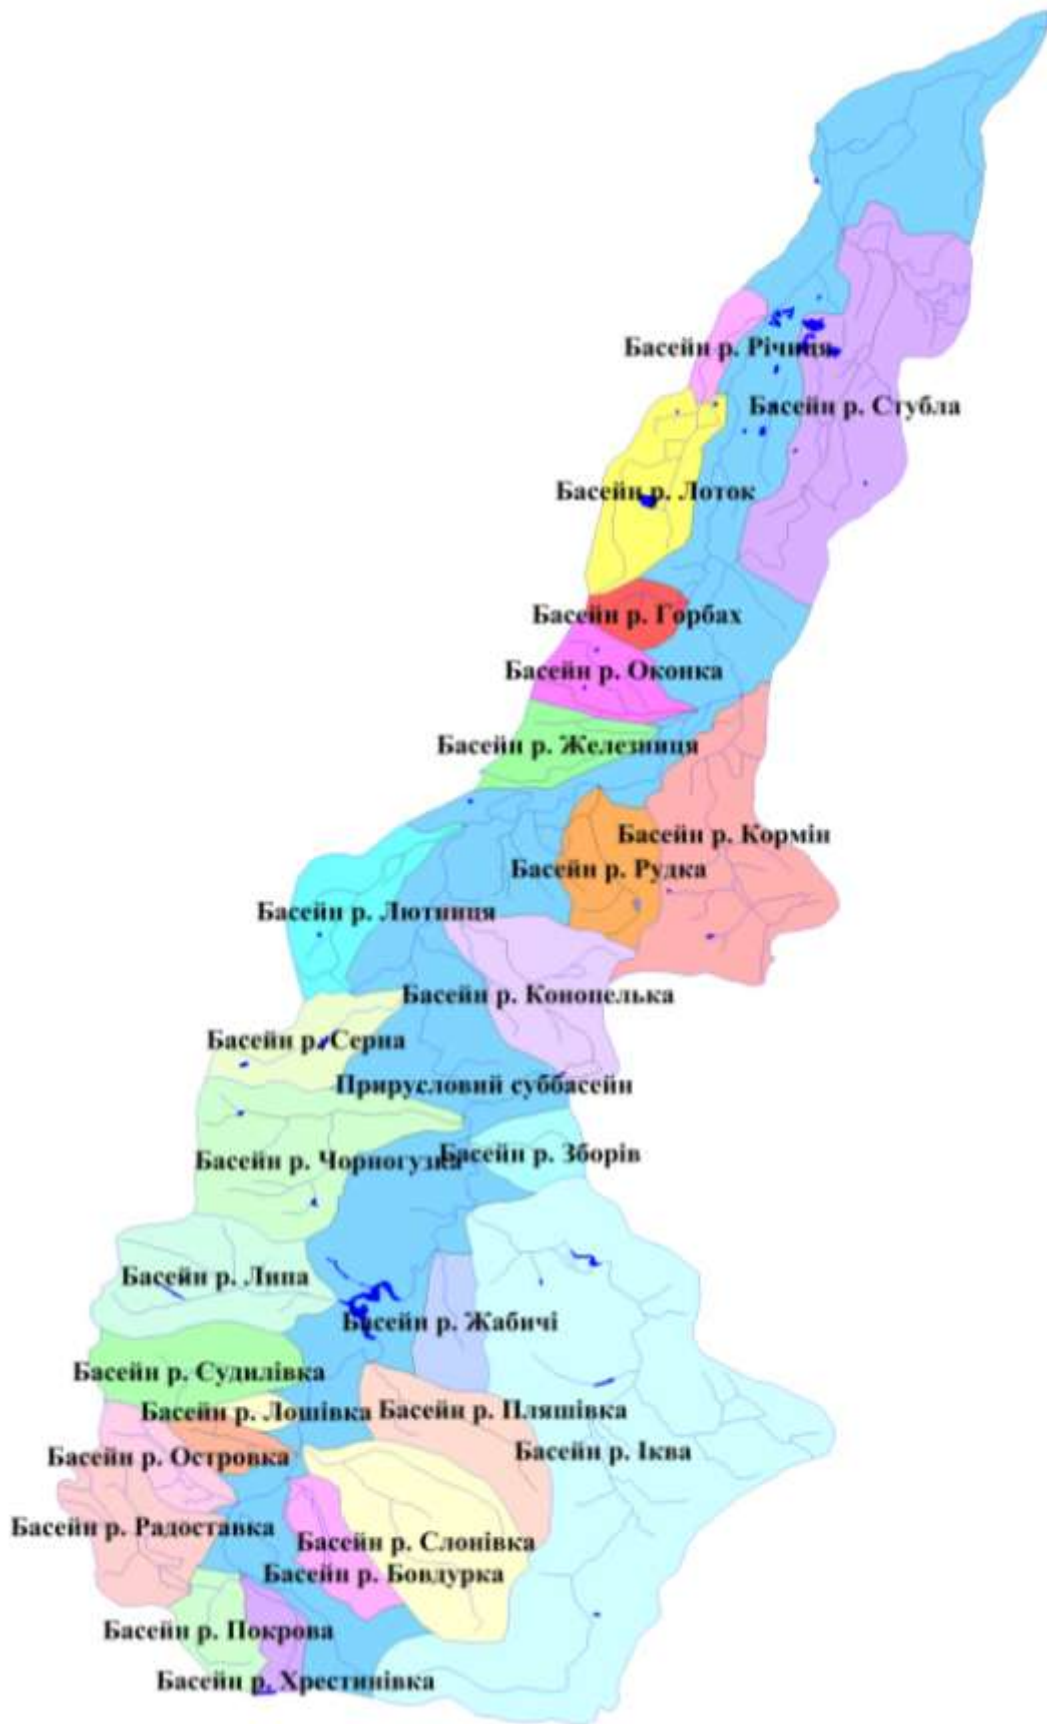 Басейн р. Річиця
Басейн р. Стубла
Басейн р. Лоток
Басейн р. Горбах
Басейн р. Оконка
Басейн р. Железниця
Басейн р. Кормін
Басейн р. Рудка
Басейн р. Лютниця
Басейн р. Конопелька
Басейн р. Серна
Прирусловий суббасейн
Басейн р. Зборів
Басейн р. Чорногузка
Басейн р. Липа
Басейн р. Жабичі
Басейн р. Судилівка
Басейн р. Лошівка
Басейн р. Пляшівка
Басейн р. Іква
Басейн р. Островка
Басейн р. Радоставка
Басейн р. Слонівка
Басейн р. Бовдурка
Басейн р. Покрова
Басейн р. Хрестинівка